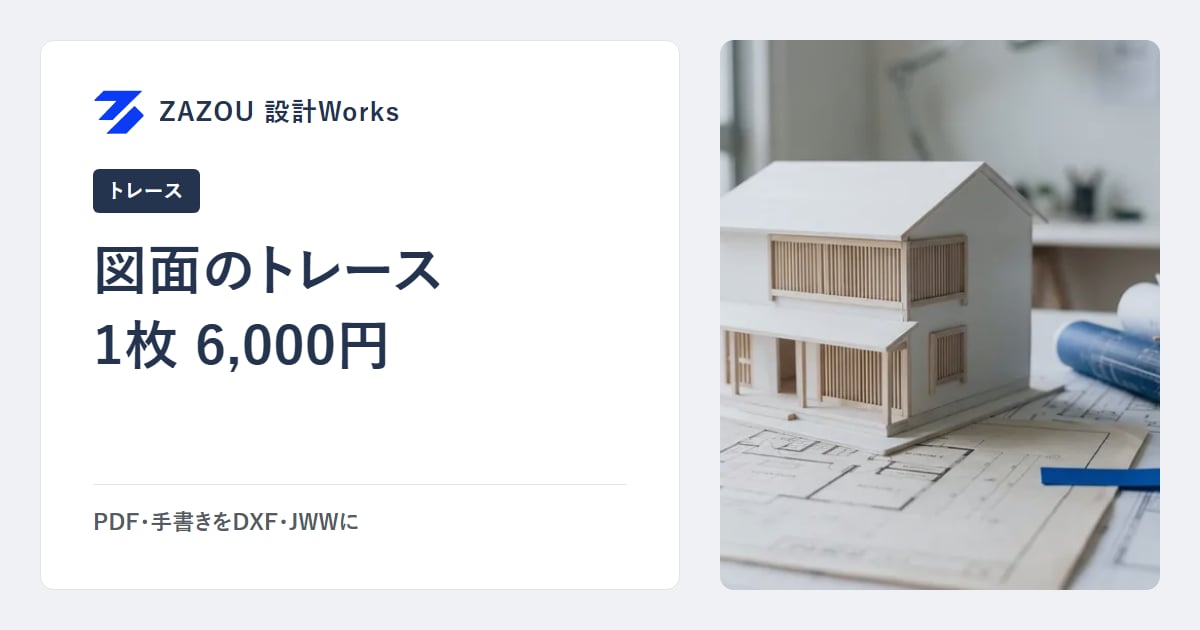 ZAZOU 設計Works
トレース
図面のトレース
1枚 6,000円
PDF・手書きをDXF・JWWに